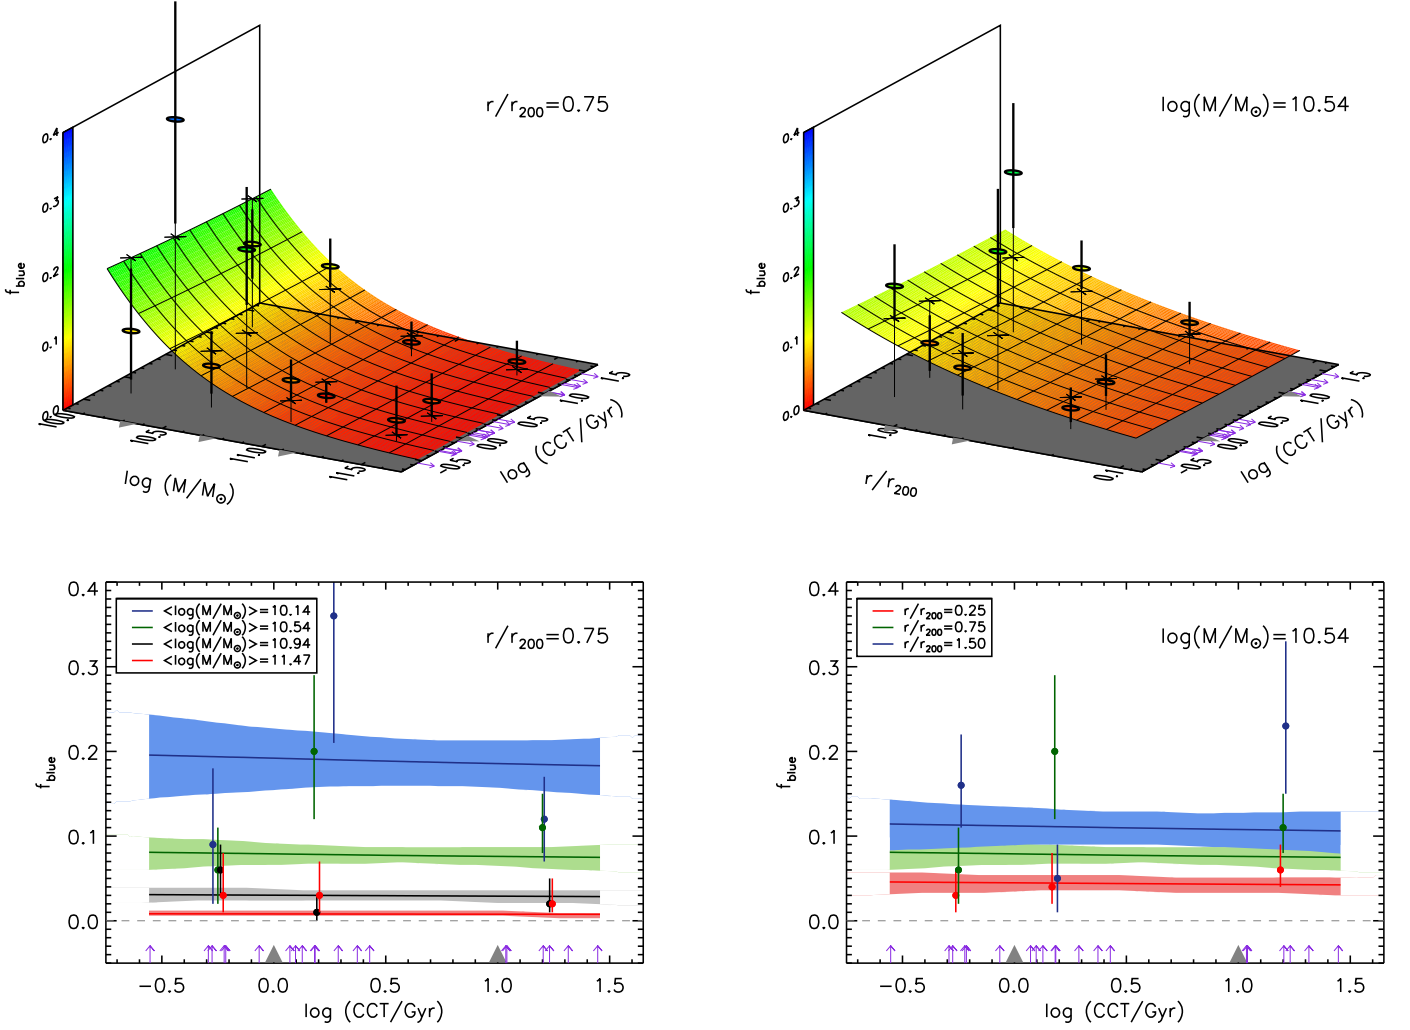 r/r200=0.75
0.4
0.3
0.2
0.1
0.0
fblue
10.0
10.5
11.0
11.5
log (M/M⊙)
-0.5
0.0
0.5
1.0
1.5
log (CCT/Gyr)
log(M/M⊙)=10.54
0.4
0.3
0.2
0.1
0.0
fblue
1.0
0.1
r/r200
-0.5
0.0
0.5
1.0
1.5
log (CCT/Gyr)
0.4
0.3
0.2
0.1
0.0
fblue
<log(M/M⊙)>=10.14
<log(M/M⊙)>=10.54
<log(M/M⊙)>=10.94
<log(M/M⊙)>=11.47
r/r200=0.75
−0.5 0.0 0.5 1.0 1.5
log (CCT/Gyr)
0.4
0.3
0.2
0.1
0.0
fblue
r/r200=0.25
r/r200=0.75
r/r200=1.50
log(M/M⊙)=10.54
−0.5 0.0 0.5 1.0 1.5
log (CCT/Gyr)